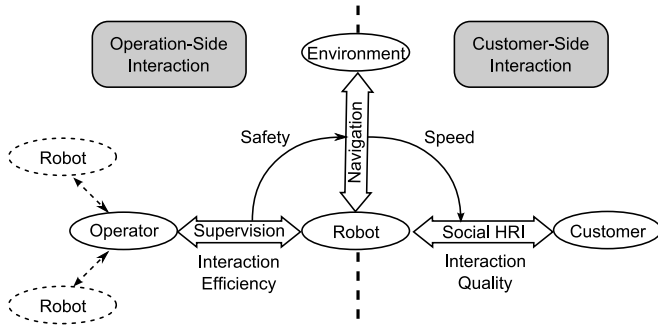 Operation-Side
Interaction
Environment
Customer-Side
Interaction
Safety
Navigation
Speed
Robot
Operator
Supervision
Robot
Social HRI
Customer
Interaction
Efficiency
Interaction
Quality
Robot